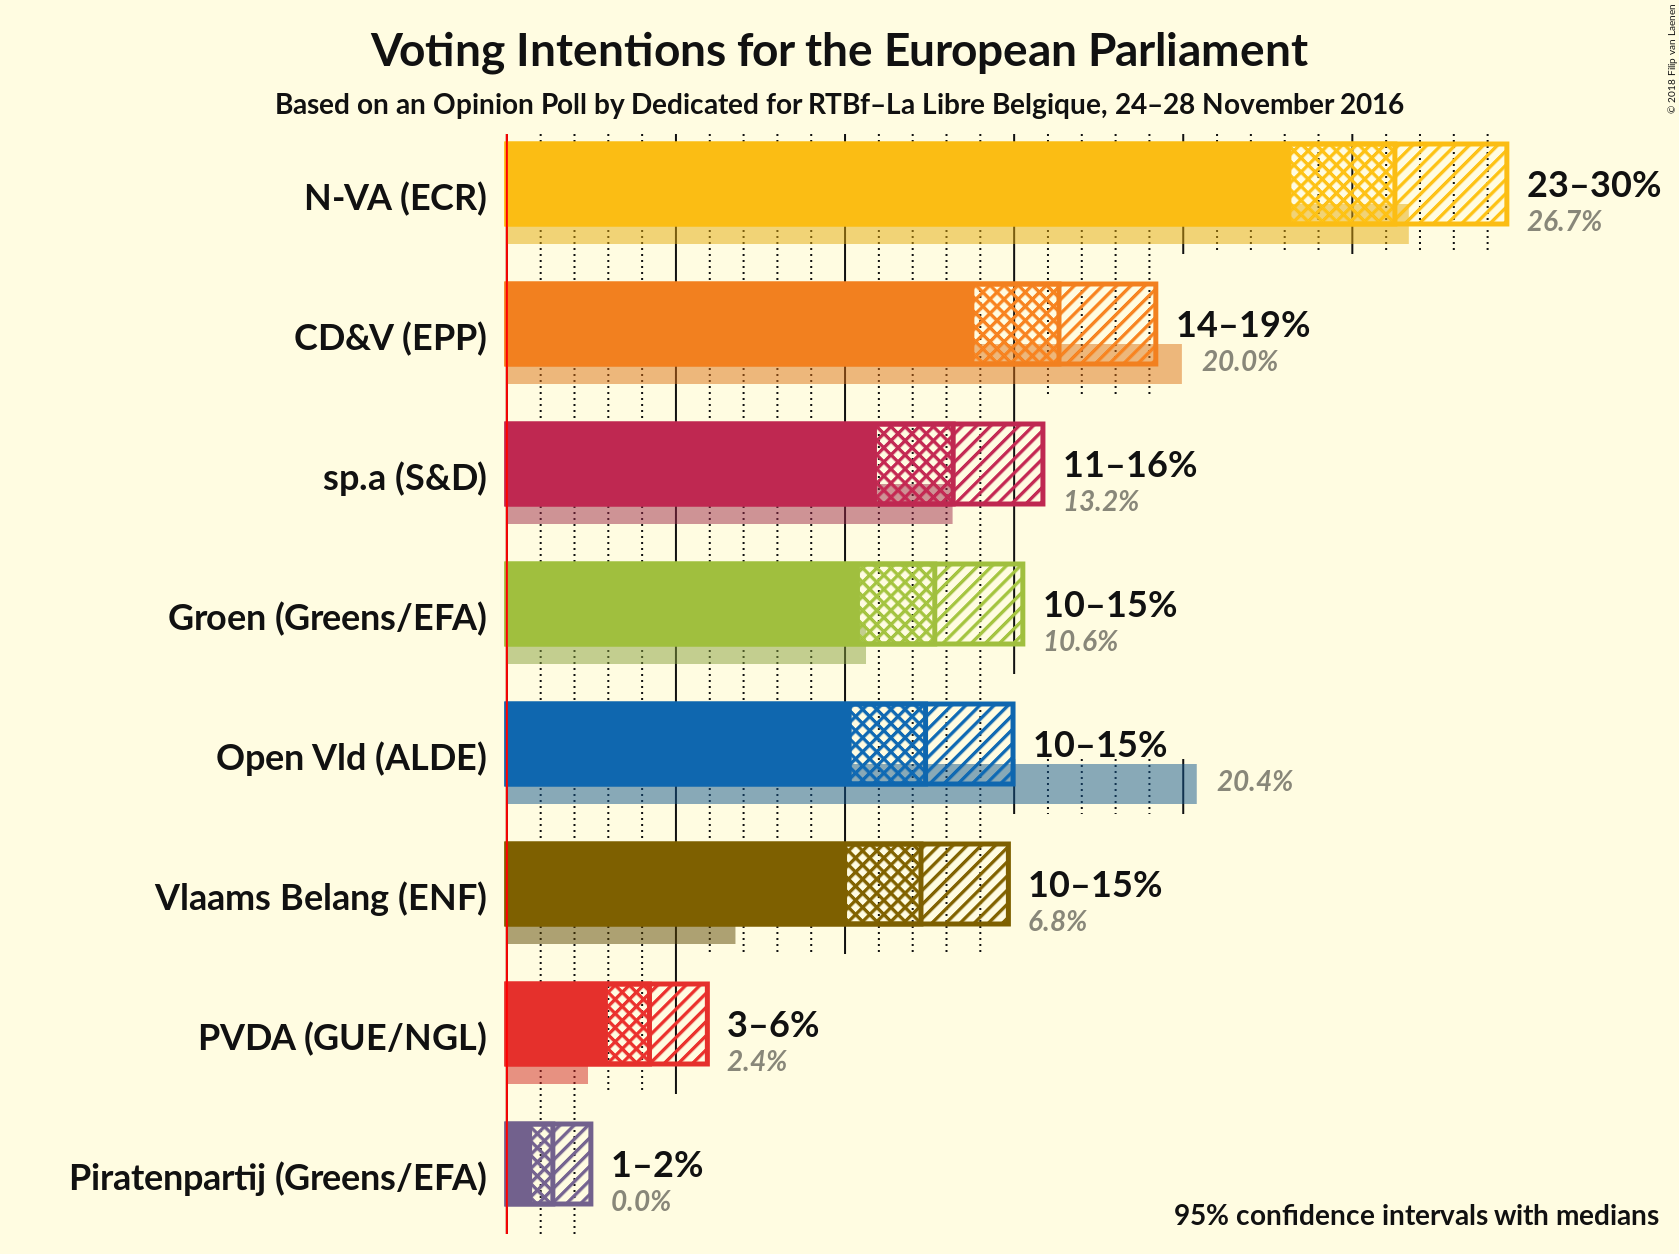 Voting Intentions for the European Parliament
Based on an Opinion Poll by Dedicated for RTBf–La Libre Belgique, 24–28 November 2016
© 2018 Filip van Laenen
N-VA (ECR)
23–30%
26.7%
CD&V (EPP)
14–19%
20.0%
sp.a (S&D)
11–16%
13.2%
Groen (Greens/EFA)
10–15%
10.6%
Open Vld (ALDE)
10–15%
20.4%
Vlaams Belang (ENF)
10–15%
6.8%
PVDA (GUE/NGL)
3–6%
2.4%
Piratenpartij (Greens/EFA)
1–2%
0.0%
95% confidence intervals with medians